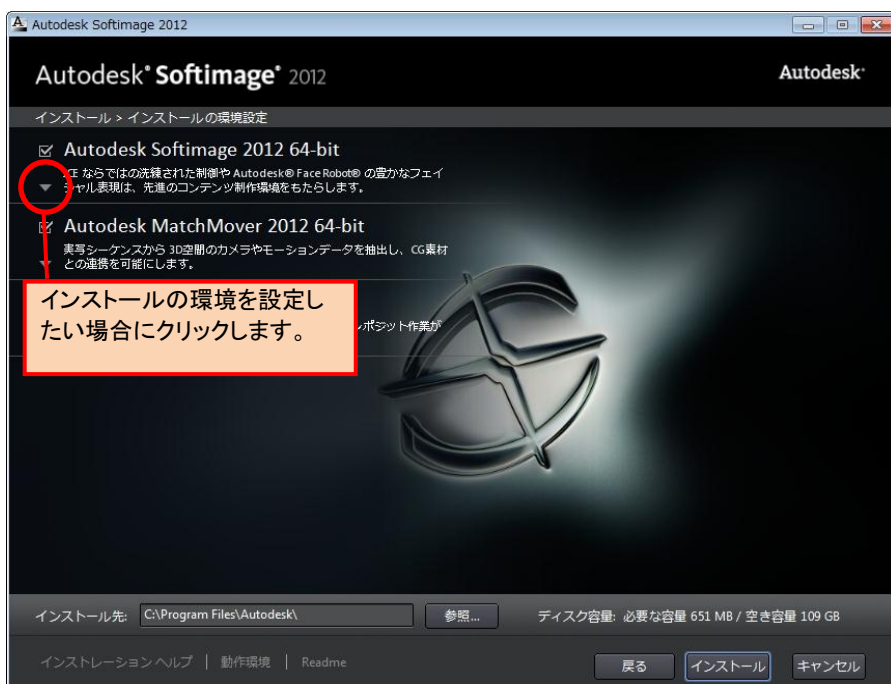 Autodesk Softimage 2012
Autodesk® Softimage® 2012
Autodesk®
インストール > インストールの環境設定
Autodesk Softimage 2012 64-bit
ならではの洗練された制御や Autodesk® Face Robot® の豊かなフェイ
シャル表現は、先進のコンテンツ制作環境をもたらします。
Autodesk MatchMover 2012 64-bit
実写シーケンスから 3D空間のカメラやモーションデータを抽出し、CG素材
との連携を可能にします。
インストールの環境を設定し
たい場合にクリックします。
ンポジット作業が
インストール先: C:\Program Files\Autodesk\ 参照... ディスク容量: 必要な容量 651 MB / 空き容量 109 GB
インストレーション ヘルプ | 動作環境 | Readme
戻る インストール キャンセル